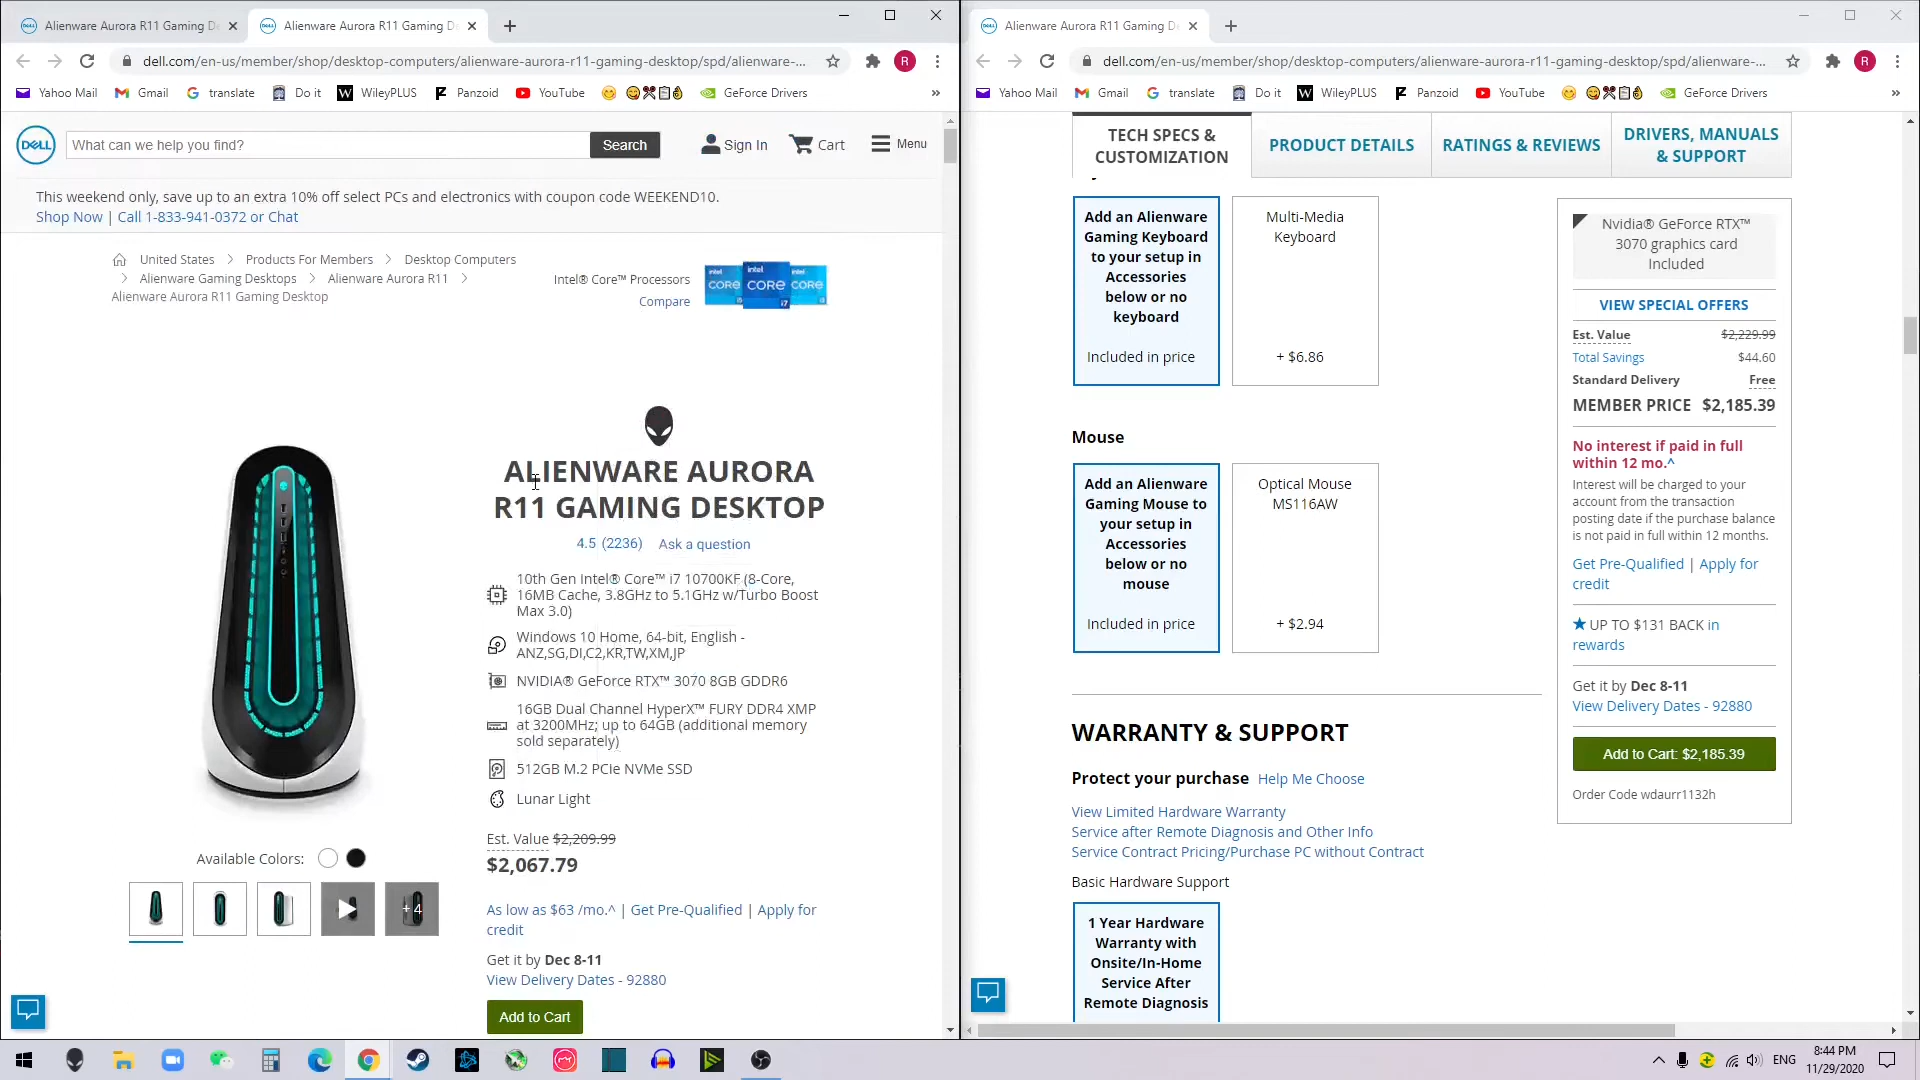 Alienware Aurora R11 Gaming D
Alienware Aurora R11 Gaming D
dell.com/en-us/member/shop/desktop-computers/alienware-aurora-r11-gaming-desktop/spd/alienware-...
R
Yahoo Mail
Gmail
translate
Do it
WileyPLUS
Panzoid
YouTube
GeForce Drivers
»
DELL
What can we help you find?
Search
Sign In
Cart
Menu
This weekend only, save up to an extra 10% off select PCs and electronics with coupon code WEEKEND10.
Shop Now | Call 1-833-941-0372 or Chat
United States > Products For Members > Desktop Computers
> Alienware Gaming Desktops > Alienware Aurora R11 >
Alienware Aurora R11 Gaming Desktop
Intel® Core™ Processors
Compare
intel CORE
intel CORE i7
intel CORE
ALIENWARE AURORA
R11 GAMING DESKTOP
4.5 (2236) Ask a question
10th Gen Intel® Core™ i7 10700KF (8-Core,
16MB Cache, 3.8GHz to 5.1GHz w/Turbo Boost
Max 3.0)
Windows 10 Home, 64-bit, English -
ANZ,SG,DI,C2,KR,TW,XM,JP
NVIDIA® GeForce RTX™ 3070 8GB GDDR6
16GB Dual Channel HyperX™ FURY DDR4 XMP
at 3200MHz; up to 64GB (additional memory
sold separately)
512GB M.2 PCIe NVMe SSD
Lunar Light
Est. Value $2,209.99
$2,067.79
As low as $63 /mo.^ | Get Pre-Qualified | Apply for
credit
Get it by Dec 8-11
View Delivery Dates - 92880
Add to Cart
Available Colors:
+ 4
Alienware Aurora R11 Gaming D
dell.com/en-us/member/shop/desktop-computers/alienware-aurora-r11-gaming-desktop/spd/alienware-...
R
Yahoo Mail
Gmail
translate
Do it
WileyPLUS
Panzoid
YouTube
GeForce Drivers
»
TECH SPECS &
CUSTOMIZATION
PRODUCT DETAILS
RATINGS & REVIEWS
DRIVERS, MANUALS
& SUPPORT
Add an Alienware
Gaming Keyboard
to your setup in
Accessories
below or no
keyboard
Included in price
Multi-Media
Keyboard
+ $6.86
Mouse
Add an Alienware
Gaming Mouse to
your setup in
Accessories
below or no
mouse
Included in price
Optical Mouse
MS116AW
+ $2.94
WARRANTY & SUPPORT
Protect your purchase Help Me Choose
View Limited Hardware Warranty
Service after Remote Diagnosis and Other Info
Service Contract Pricing/Purchase PC without Contract
Basic Hardware Support
1 Year Hardware
Warranty with
Onsite/In-Home
Service After
Remote Diagnosis
Nvidia® GeForce RTX™
3070 graphics card
Included
VIEW SPECIAL OFFERS
Est. Value $2,229.99
Total Savings $44.60
Standard Delivery Free
MEMBER PRICE $2,185.39
No interest if paid in full
within 12 mo.^
Interest will be charged to your
account from the transaction
posting date if the purchase balance
is not paid in full within 12 months.
Get Pre-Qualified | Apply for
credit
★ UP TO $131 BACK in
rewards
Get it by Dec 8-11
View Delivery Dates - 92880
Add to Cart: $2,185.39
Order Code wdaurr1132h
ENG
8:44 PM
11/29/2020